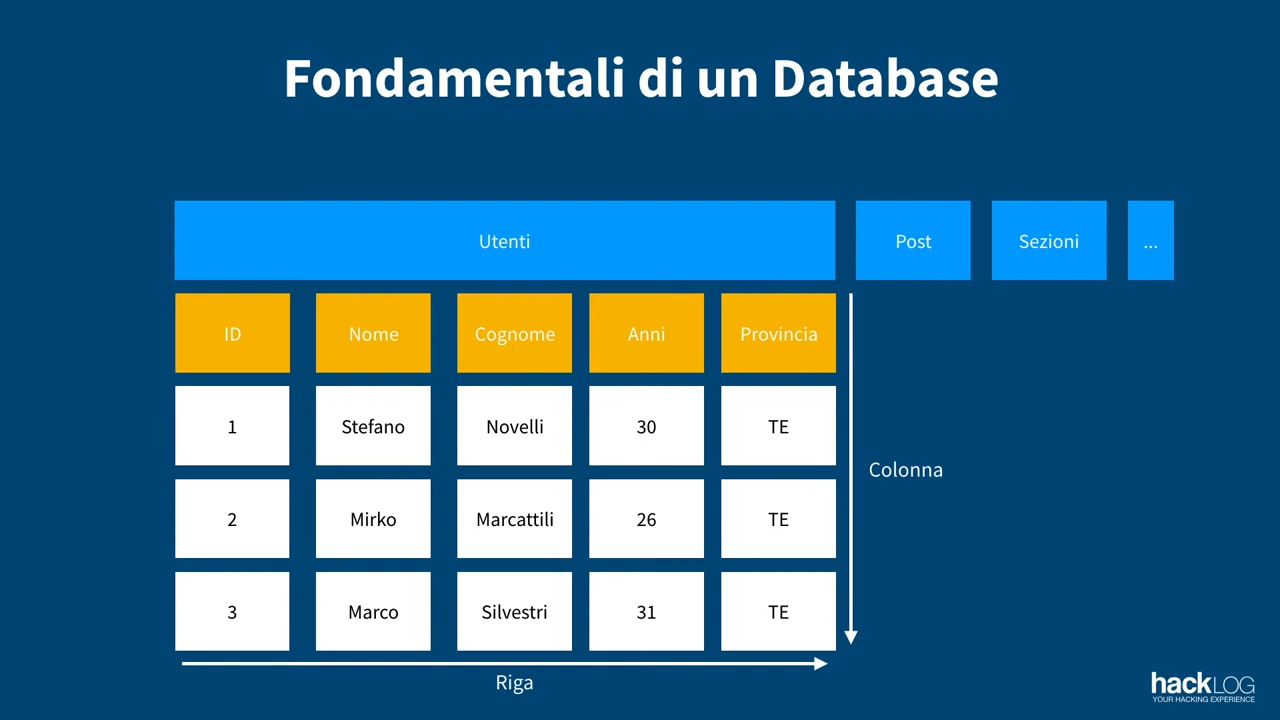 Fondamentali di un Database
Utenti Post Sezioni ...
ID Nome Cognome Anni Provincia
1 Stefano Novelli 30 TE
Colonna
2 Mirko Marcattili 26 TE
3 Marco Silvestri 31 TE
Riga
hackLOG
YOUR HACKING EXPERIENCE